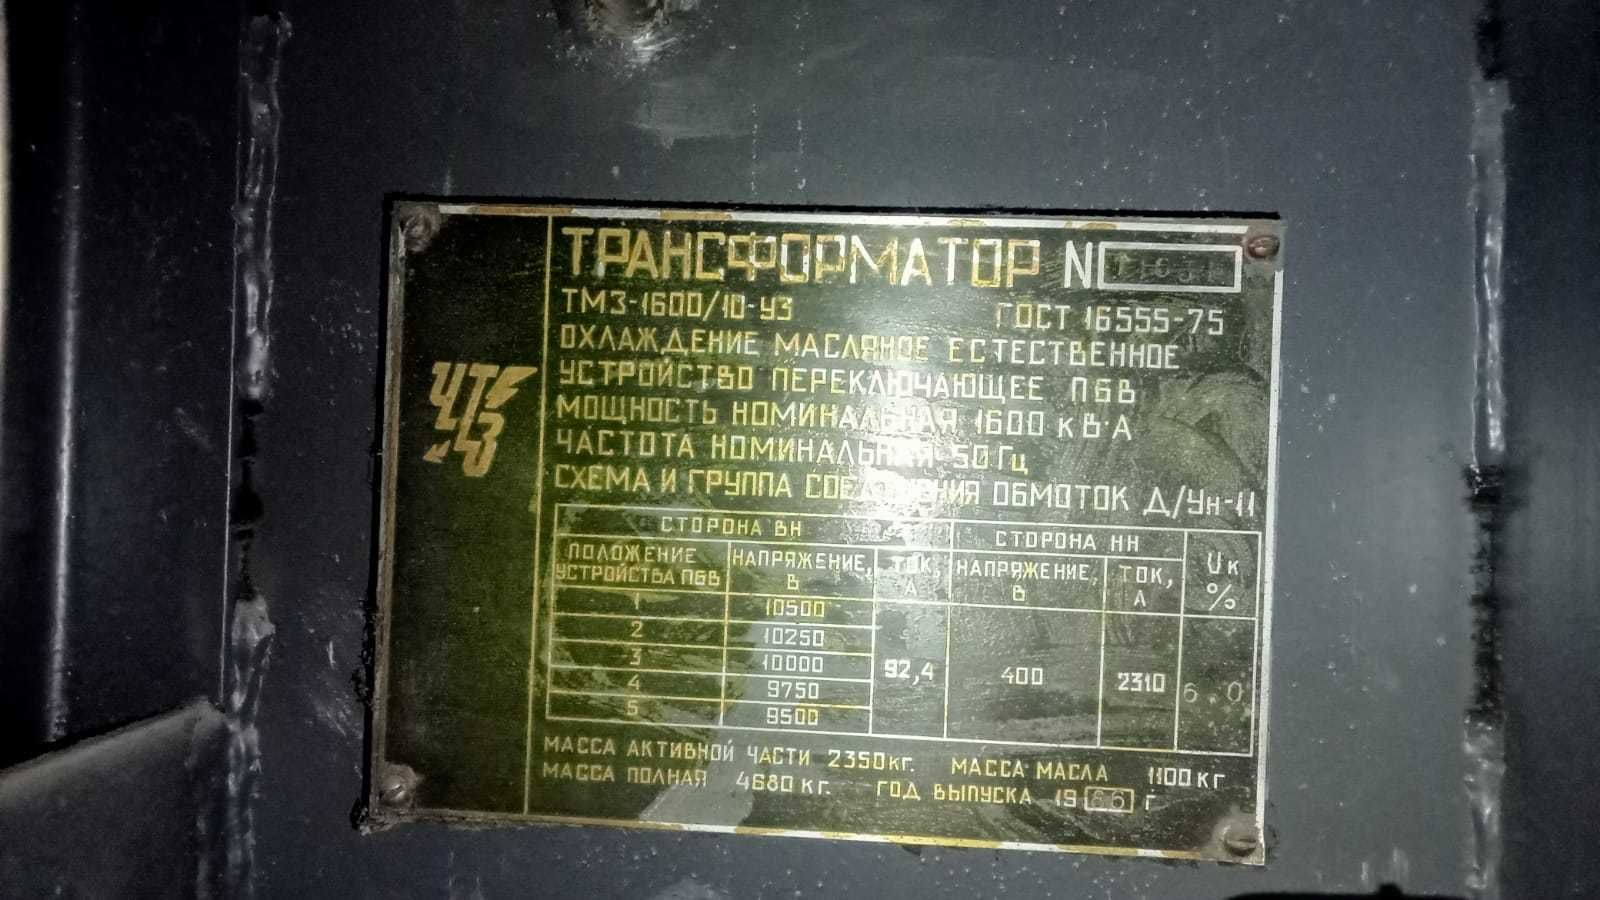 ТРАНСФОРМАТОР N
ТМЗ-1600/10-У3 ГОСТ 16555-75
ОХЛАЖДЕНИЕ МАСЛЯНОЕ ЕСТЕСТВЕННОЕ
УСТРОЙСТВО ПЕРЕКЛЮЧАЮЩЕЕ ПБВ
МОЩНОСТЬ НОМИНАЛЬНАЯ 1600 кВА
ЧАСТОТА НОМИНАЛЬНАЯ 50 Гц
СХЕМА И ГРУППА СОЕДИНЕНИЯ ОБМОТОК Д/Ун-11
СТОРОНА ВН СТОРОНА НН Uк %
ПОЛОЖЕНИЕ УСТРОЙСТВА ПБВ НАПРЯЖЕНИЕ, В ТОК, А НАПРЯЖЕНИЕ, В ТОК, А
1 10500
2 10250
3 10000 92,4 400 2310 6,0
4 9750
5 9500
МАССА АКТИВНОЙ ЧАСТИ 2350 кг. МАССА МАСЛА 1100 кг
МАССА ПОЛНАЯ 4680 кг. ГОД ВЫПУСКА 1986 г